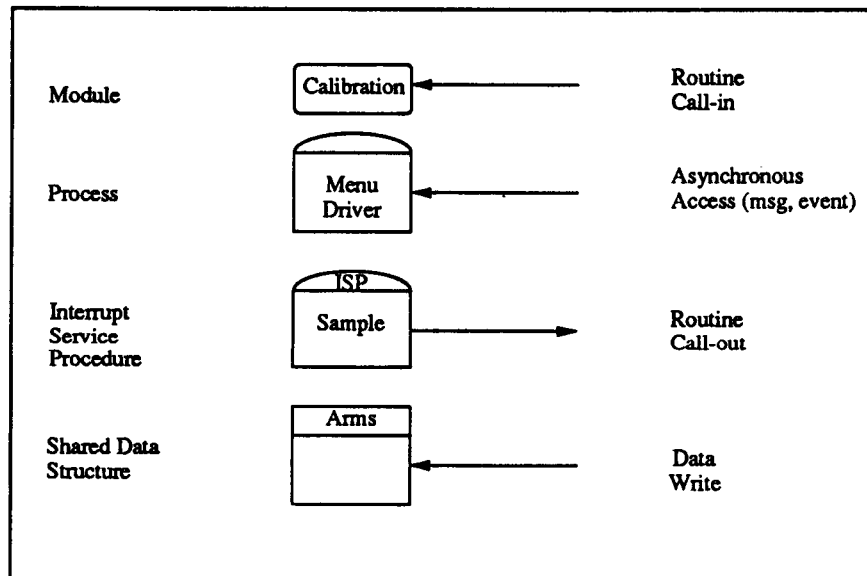 Module
Calibration
Routine
Call-in
Process
Menu
Driver
Asynchronous
Access (msg, event)
Interrupt
Service
Procedure
ISP
Sample
Routine
Call-out
Shared Data
Structure
Arms
Data
Write